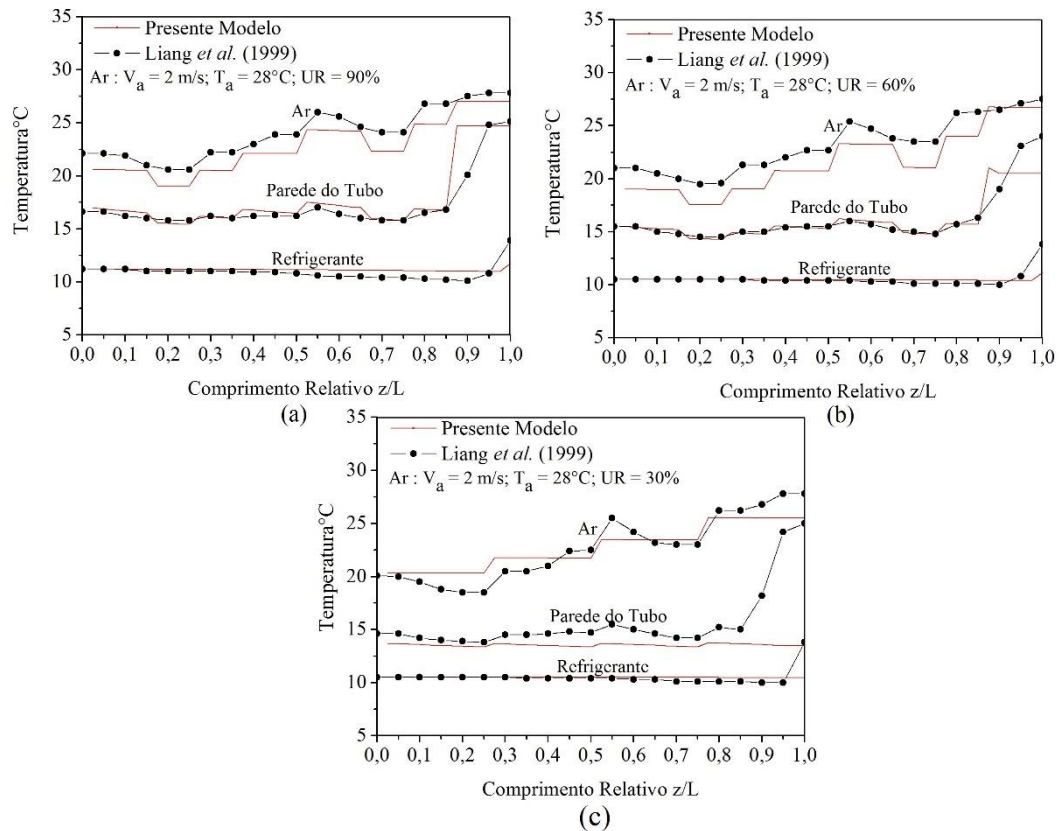 Presente Modelo
Liang et al. (1999)
Ar : Va = 2 m/s; Ta = 28°C; UR = 90%
Temperatura°C
35
30
25
20
15
10
5
Ar
Parede do Tubo
Refrigerante
0,0 0,1 0,2 0,3 0,4 0,5 0,6 0,7 0,8 0,9 1,0
Comprimento Relativo z/L
(a)
Presente Modelo
Liang et al. (1999)
Ar : Va = 2 m/s; Ta = 28°C; UR = 60%
Temperatura°C
35
30
25
20
15
10
5
Ar
Parede do Tubo
Refrigerante
0,0 0,1 0,2 0,3 0,4 0,5 0,6 0,7 0,8 0,9 1,0
Comprimento Relativo z/L
(b)
Presente Modelo
Liang et al. (1999)
Ar : Va = 2 m/s; Ta = 28°C; UR = 30%
Temperatura°C
35
30
25
20
15
10
5
Ar
Parede do Tubo
Refrigerante
0,0 0,1 0,2 0,3 0,4 0,5 0,6 0,7 0,8 0,9 1,0
Comprimento Relativo z/L
(c)